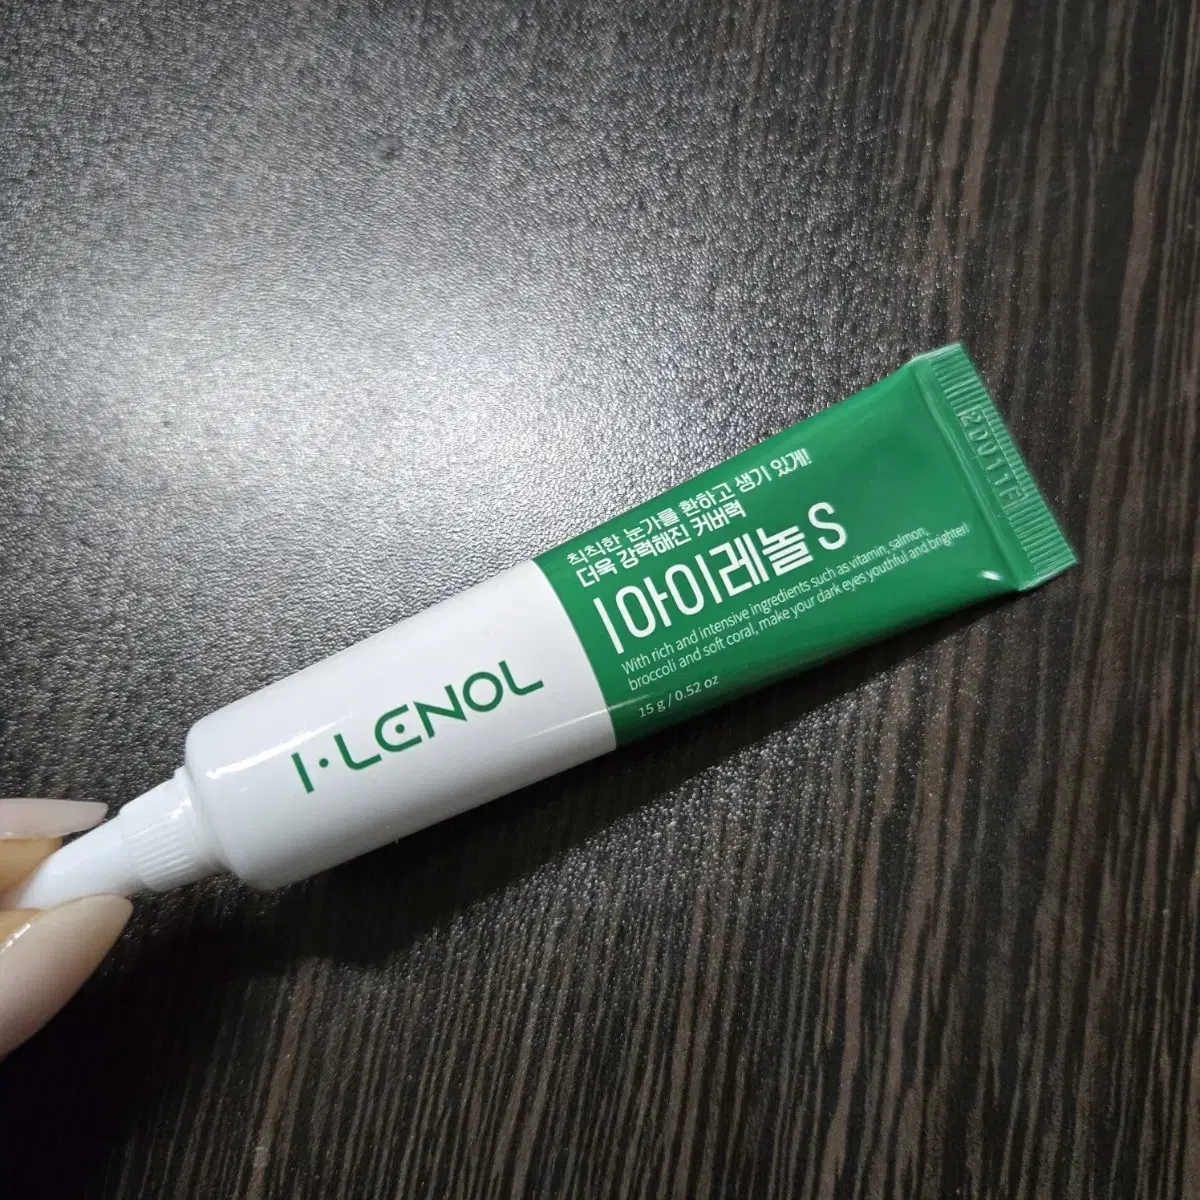 칙칙한 눈가를 환하고 생기 있게!
더욱 강력해진 커버력
아이레놀 S
With rich and intensive ingredients such as vitamin, salmon,
broccoli and soft coral, make your dark eyes youthful and brighter!
15 g / 0.52 oz
I·LENOL